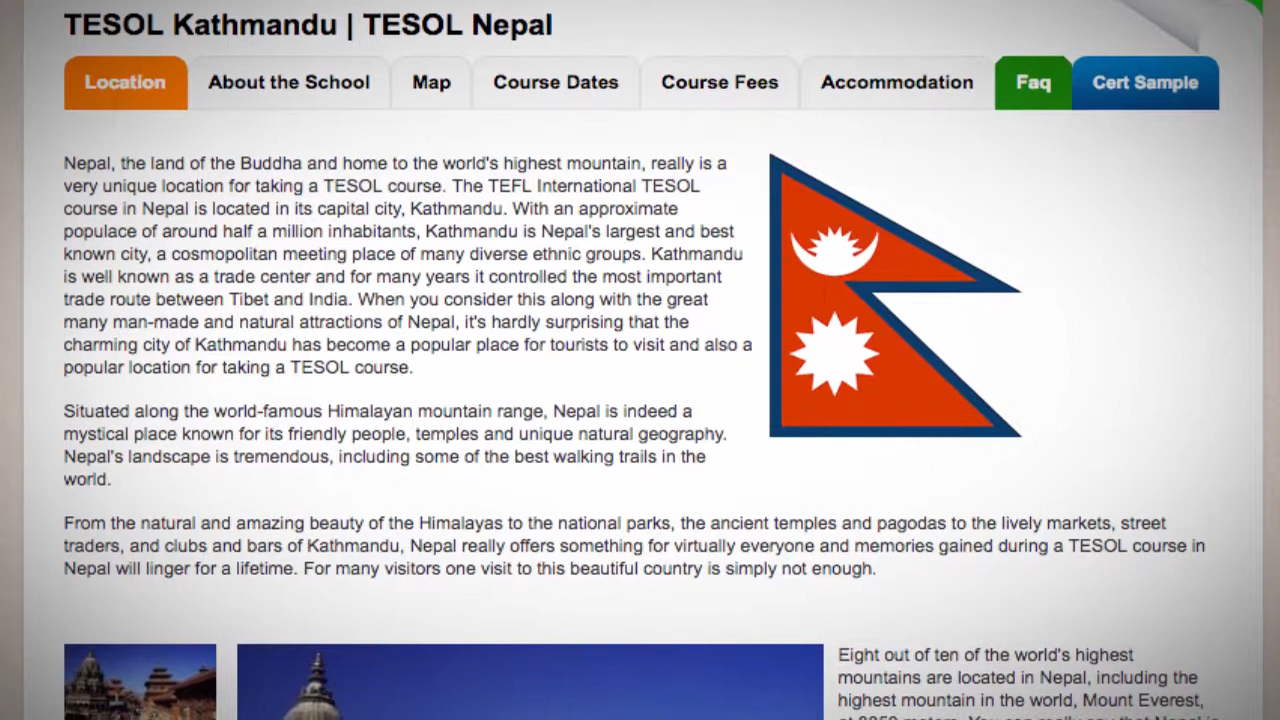 TESOL Kathmandu | TESOL Nepal
Location
About the School
Map
Course Dates
Course Fees
Accommodation
Faq
Cert Sample
Nepal, the land of the Buddha and home to the world's highest mountain, really is a
very unique location for taking a TESOL course. The TEFL International TESOL
course in Nepal is located in its capital city, Kathmandu. With an approximate
populace of around half a million inhabitants, Kathmandu is Nepal's largest and best
known city, a cosmopolitan meeting place of many diverse ethnic groups. Kathmandu
is well known as a trade center and for many years it controlled the most important
trade route between Tibet and India. When you consider this along with the great
many man-made and natural attractions of Nepal, it's hardly surprising that the
charming city of Kathmandu has become a popular place for tourists to visit and also a
popular location for taking a TESOL course.
Situated along the world-famous Himalayan mountain range, Nepal is indeed a
mystical place known for its friendly people, temples and unique natural geography.
Nepal's landscape is tremendous, including some of the best walking trails in the
world.
From the natural and amazing beauty of the Himalayas to the national parks, the ancient temples and pagodas to the lively markets, street
traders, and clubs and bars of Kathmandu, Nepal really offers something for virtually everyone and memories gained during a TESOL course in
Nepal will linger for a lifetime. For many visitors one visit to this beautiful country is simply not enough.
Eight out of ten of the world's highest
mountains are located in Nepal, including the
highest mountain in the world, Mount Everest,